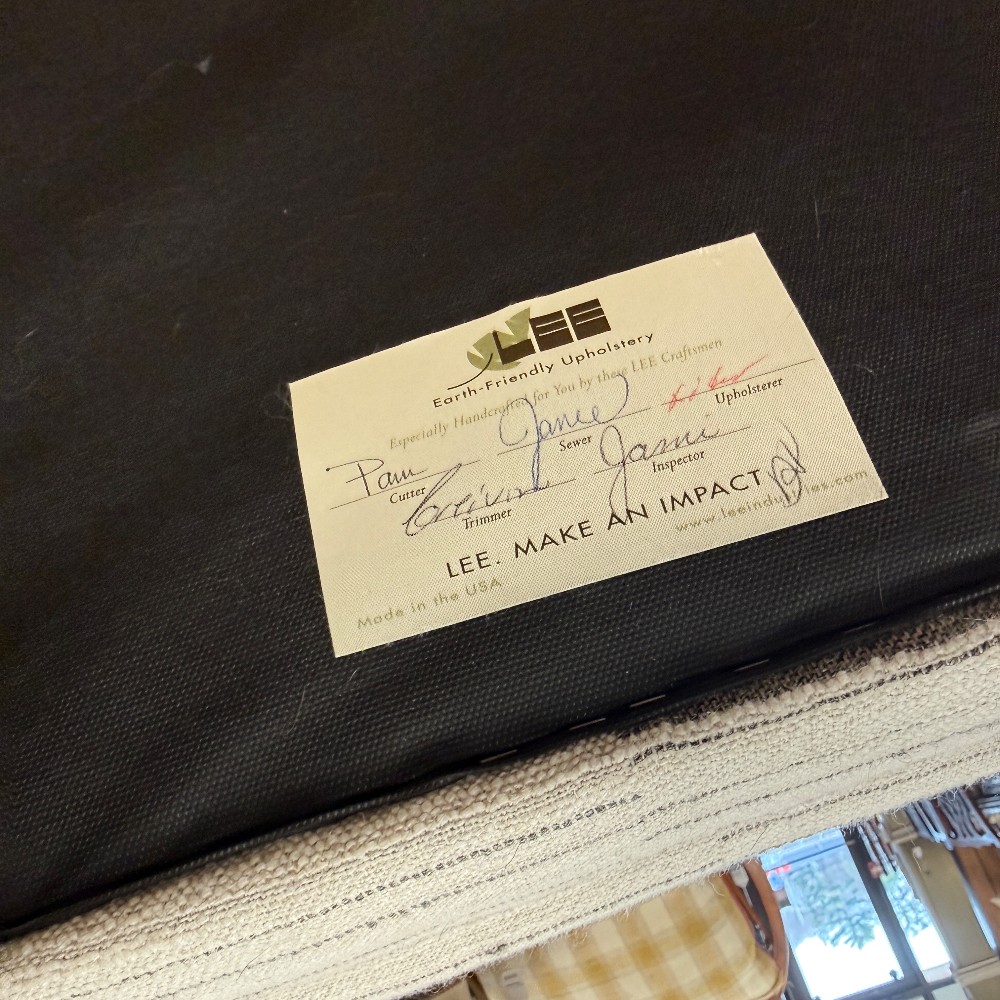 LEE
Earth-Friendly Upholstery
Especially Handcrafted for You by these LEE Craftsmen
Pam Janie
Cutter Sewer Upholsterer
Jami
Trimmer Inspector
LEE. MAKE AN IMPACT
Made in the USA www.leeindustries.com